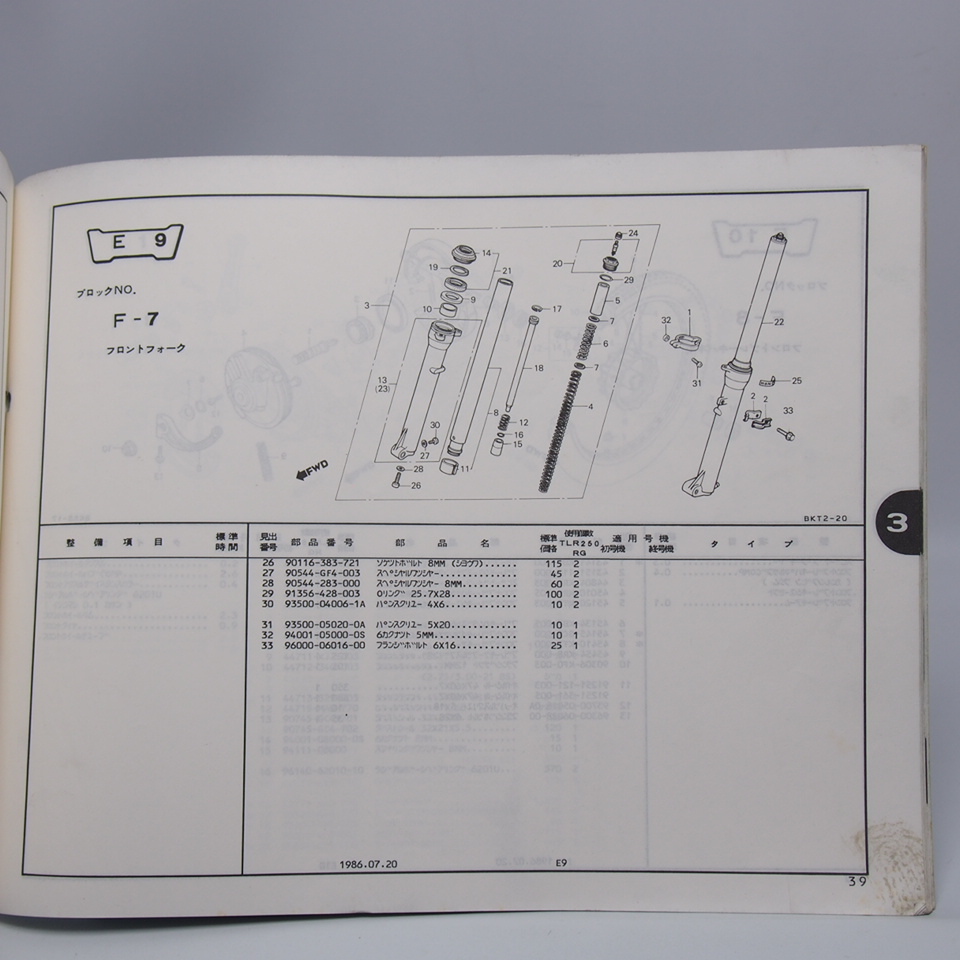 E 9
ブロックNO.
F-7
フロントフォーク
14
19
21
9
10
3
17
13
(23)
18
8
30
12
16
15
27
28
11
26
FWD
24
20
29
5
7
6
7
4
32
1
31
22
25
2 2
33
BKT2-20
3
整備項目 標準時間 見出番号 部品番号 部品名 標準価格 使用個数 TLR250 RG 適用号機 初号機 終号機 タイプ
26 90116-383-721 ソケツトボルト 8MM (シヨウワ)...... 115 2
27 90544-GF4-003 スペシヤルワツシヤー............. 45 2
28 90544-283-000 スペシヤルワツシヤー 8MM......... 60 2
29 91356-428-003 Oリング 25.7X28............ 100 2
30 93500-04006-1A パンスクリユー 4X6............. 10 2
31 93500-05020-0A パンスクリユー 5X20............ 10 1
32 94001-05000-0S 6カクナツト 5MM............... 10 1
33 96000-06016-00 フランジボルト 6X16........... 25 1
1986.07.20 E9
39